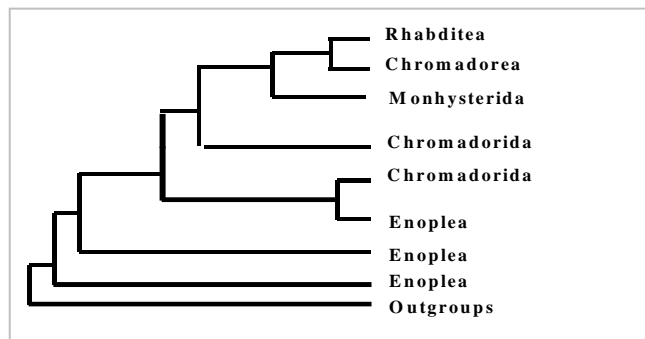 Rhabditea
Chromadorea
Monhysterida
Chromadorida
Chromadorida
Enoplea
Enoplea
Enoplea
Outgroups